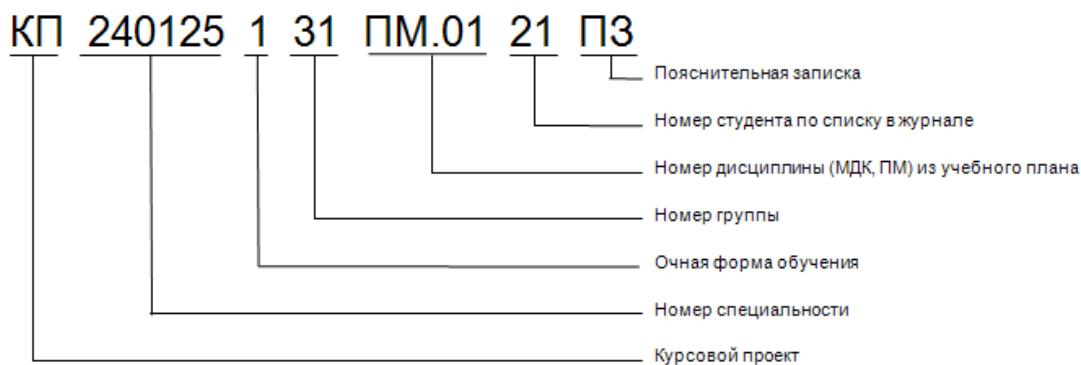 КП 240125 1 31 ПМ.01 21 ПЗ
Пояснительная записка
Номер студента по списку в журнале
Номер дисциплины (МДК, ПМ) из учебного плана
Номер группы
Очная форма обучения
Номер специальности
Курсовой проект